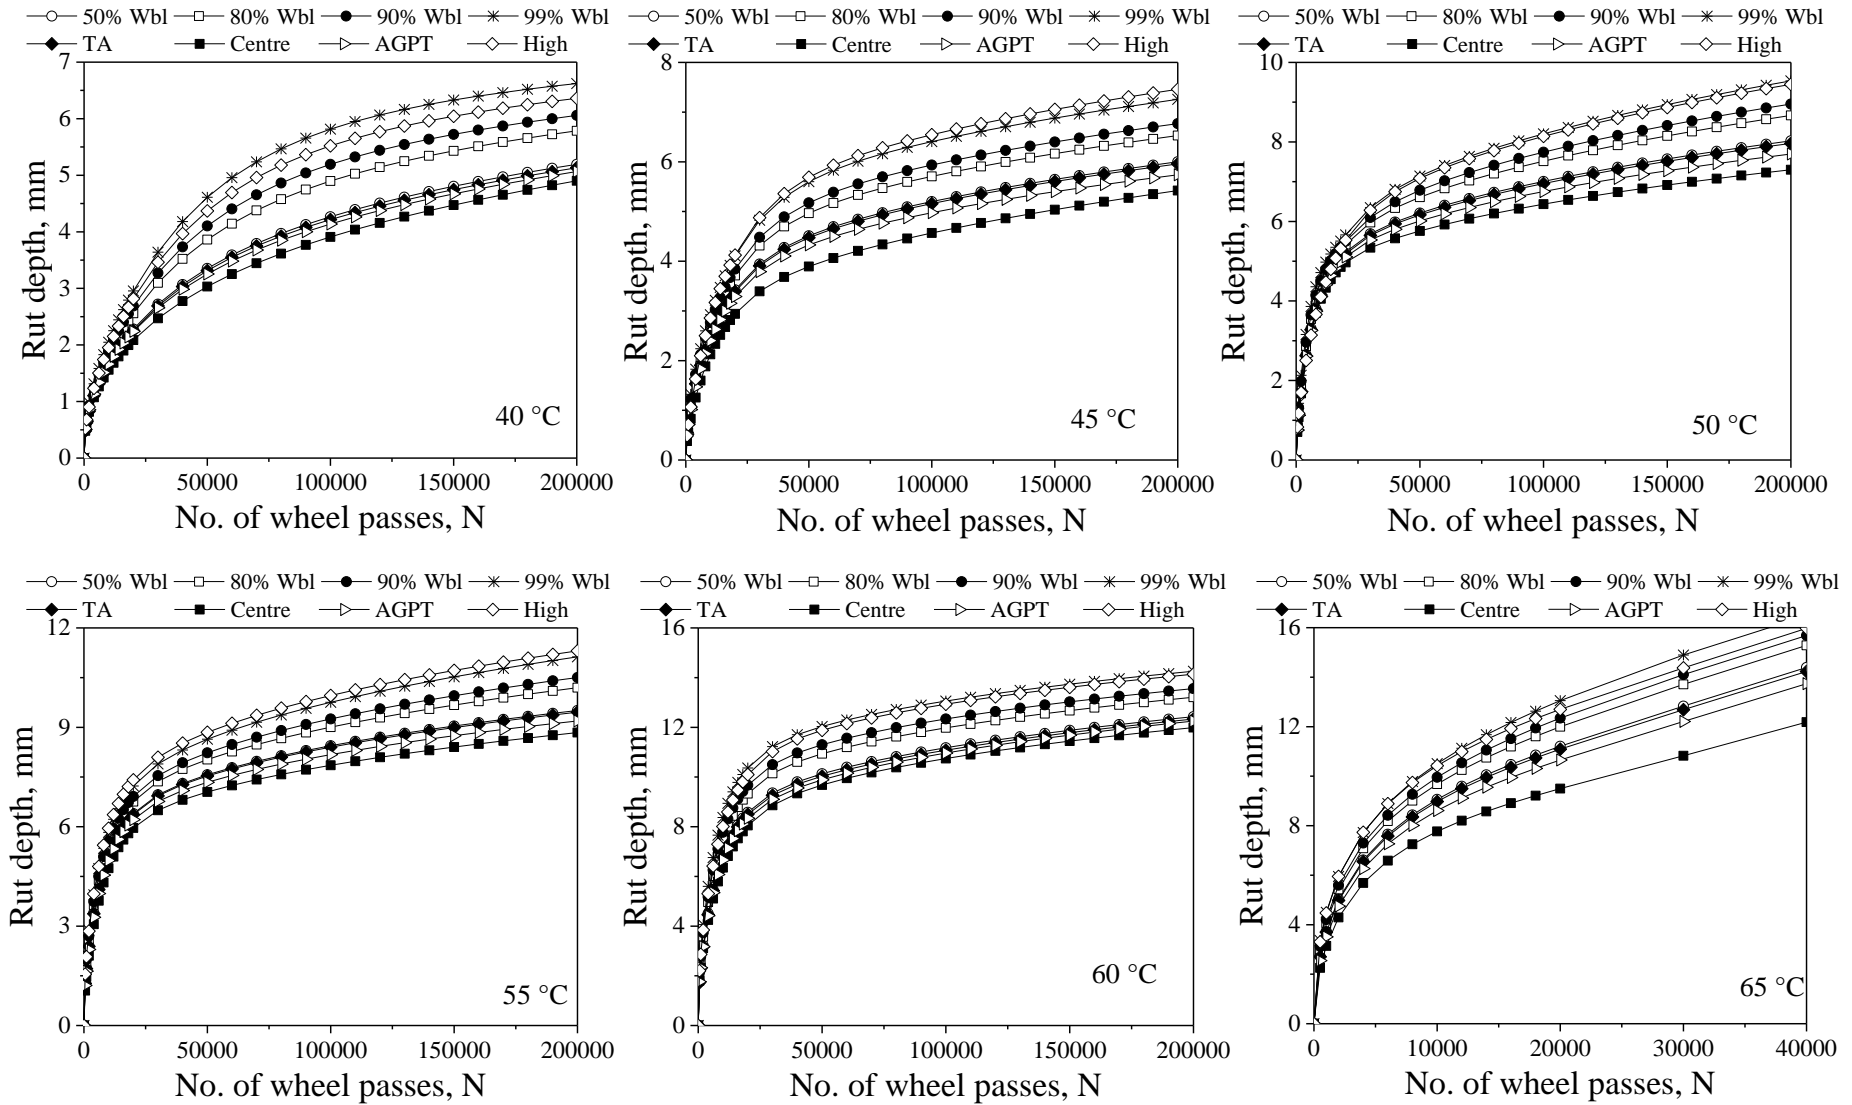 50% Wbl 80% Wbl 90% Wbl 99% Wbl
TA Centre AGPT High
7
6
5
4
3
2
1
0
Rut depth, mm
40 °C
0 50000 100000 150000 200000
No. of wheel passes, N
50% Wbl 80% Wbl 90% Wbl 99% Wbl
TA Centre AGPT High
8
6
4
2
0
Rut depth, mm
45 °C
0 50000 100000 150000 200000
No. of wheel passes, N
50% Wbl 80% Wbl 90% Wbl 99% Wbl
TA Centre AGPT High
10
8
6
4
2
0
Rut depth, mm
50 °C
0 50000 100000 150000 200000
No. of wheel passes, N
50% Wbl 80% Wbl 90% Wbl 99% Wbl
TA Centre AGPT High
12
9
6
3
0
Rut depth, mm
55 °C
0 50000 100000 150000 200000
No. of wheel passes, N
50% Wbl 80% Wbl 90% Wbl 99% Wbl
TA Centre AGPT High
16
12
8
4
0
Rut depth, mm
60 °C
0 50000 100000 150000 200000
No. of wheel passes, N
50% Wbl 80% Wbl 90% Wbl 99% Wbl
TA Centre AGPT High
16
12
8
4
0
Rut depth, mm
65 °C
0 10000 20000 30000 40000
No. of wheel passes, N